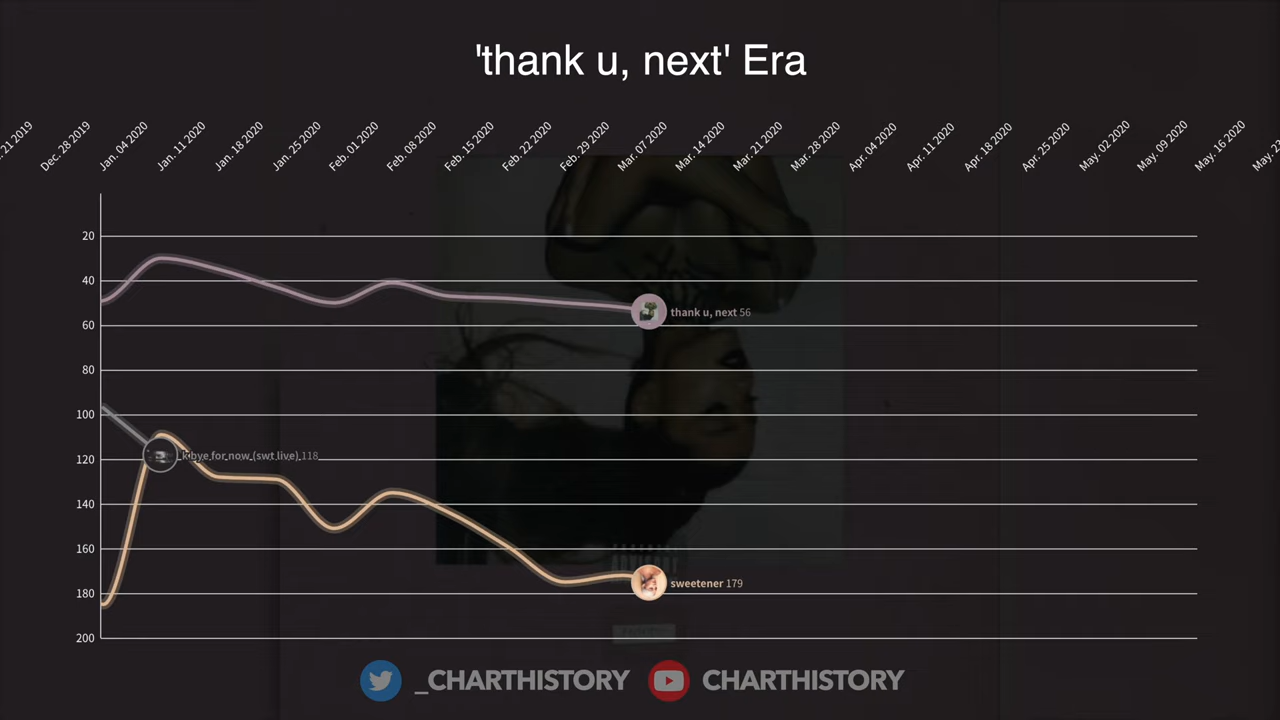 'thank u, next' Era
.21 2019
Dec. 28 2019
Jan. 04 2020
Jan. 11 2020
Jan. 18 2020
Jan. 25 2020
Feb. 01 2020
Feb. 08 2020
Feb. 15 2020
Feb. 22 2020
Feb. 29 2020
Mar. 07 2020
Mar. 14 2020
Mar. 21 2020
Mar. 28 2020
Apr. 04 2020
Apr. 11 2020
Apr. 18 2020
Apr. 25 2020
May. 02 2020
May. 09 2020
May. 16 2020
May. 23
20
40
60
80
100
120
140
160
180
200
thank u, next 56
k bye for now (swt live) 118
sweetener 179
_CHARTHISTORY
CHARTHISTORY